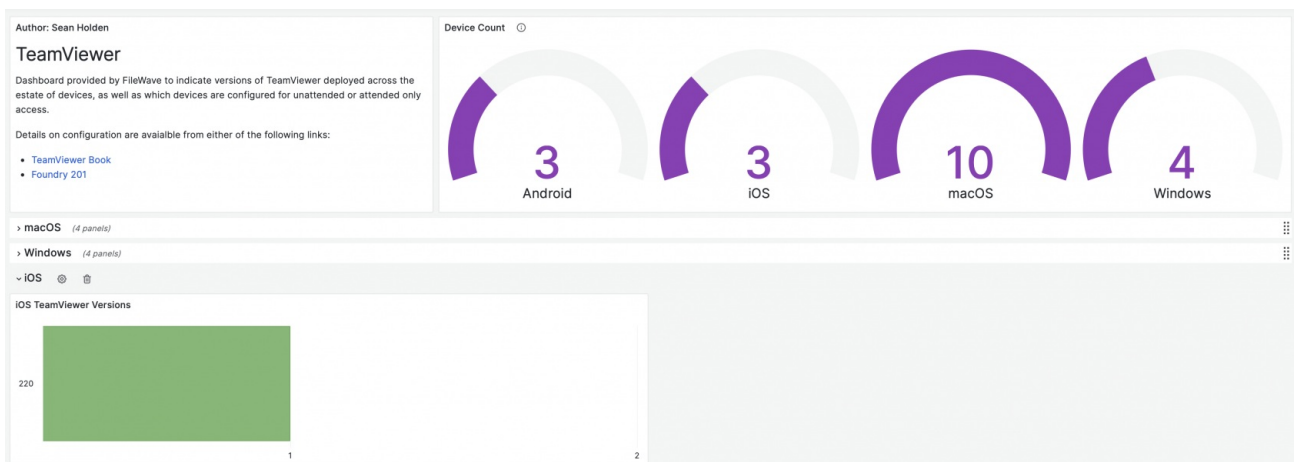 Author: Sean Holden
TeamViewer
Dashboard provided by FileWave to indicate versions of TeamViewer deployed across the
estate of devices, as well as which devices are configured for unattended or attended only
access.
Details on configuration are avaialble from either of the following links:
• TeamViewer Book
• Foundry 201
Device Count
3
Android
3
iOS
10
macOS
4
Windows
macOS (4 panels)
Windows (4 panels)
iOS
iOS TeamViewer Versions
220
1 2